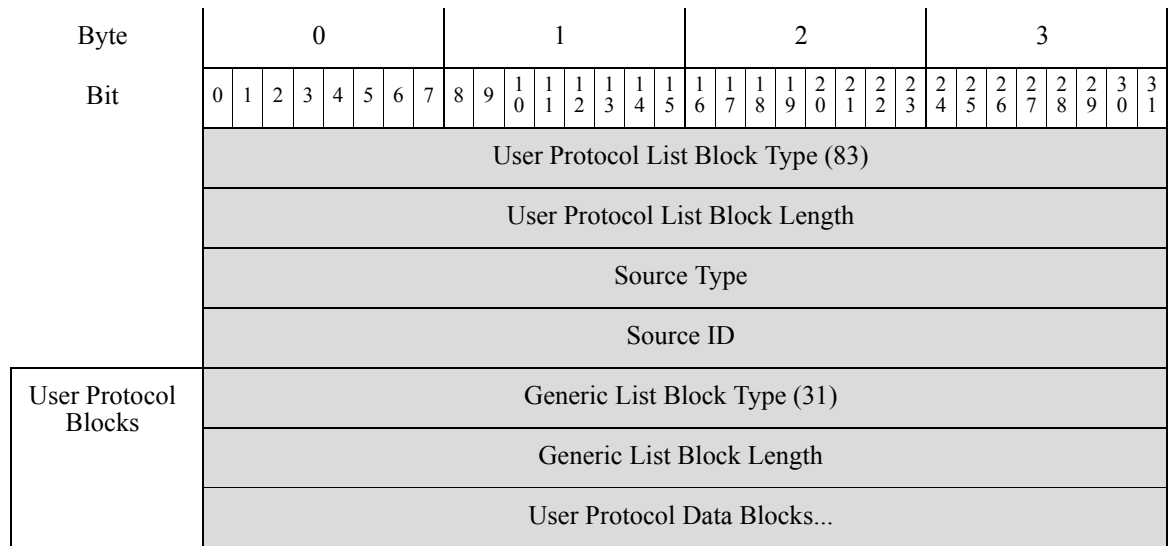 Byte 0 1 2 3
Bit 0 1 2 3 4 5 6 7 8 9 10 11 12 13 14 15 16 17 18 19 20 21 22 23 24 25 26 27 28 29 30 31
User Protocol List Block Type (83)
User Protocol List Block Length
Source Type
Source ID
User Protocol
Blocks
Generic List Block Type (31)
Generic List Block Length
User Protocol Data Blocks...